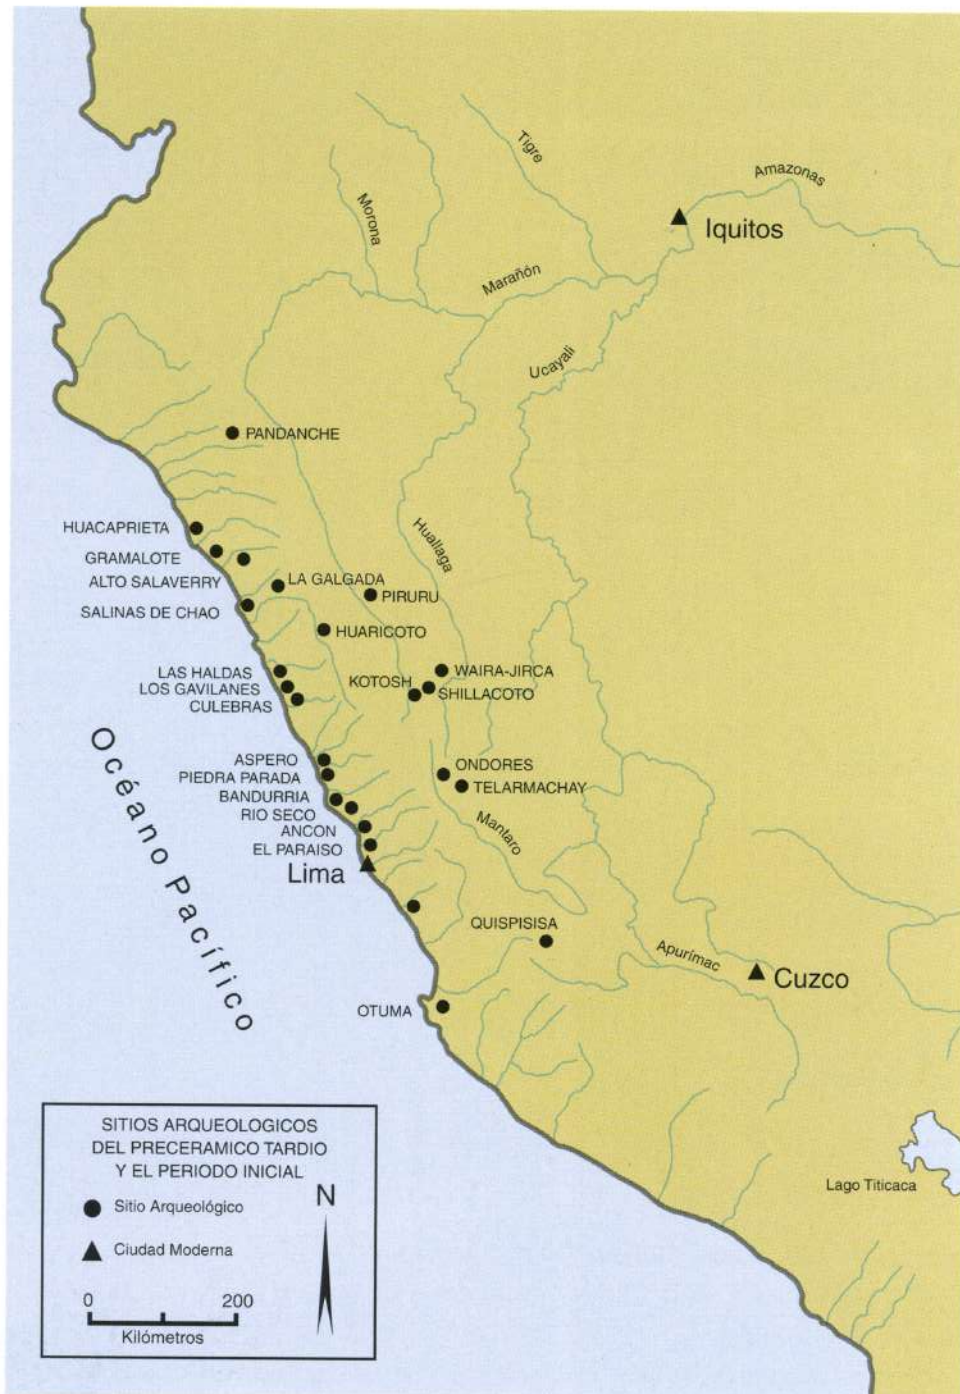 Tigre
Amazonas
Morona
Iquitos
Marañón
Ucayali
PANDANCHE
HUACAPRIETA
Huallaga
GRAMALOTE
ALTO SALAVERRY
LA GALGADA
PIRURU
SALINAS DE CHAO
HUARICOTO
LAS HALDAS
WAIRA-JIRCA
LOS GAVILANES
KOTOSH
SHILLACOTO
CULEBRAS
ASPERO
ONDORES
PIEDRA PARADA
TELARMACHAY
BANDURRIA
RIO SECO
Mantaro
ANCON
EL PARAISO
Lima
Océano Pacífico
QUISPISISA
Apurímac
Cuzco
OTUMA
SITIOS ARQUEOLOGICOS
DEL PRECERAMICO TARDIO
Y EL PERIODO INICIAL
N
Sitio Arqueológico
Ciudad Moderna
0 200
Kilómetros
Lago Titicaca